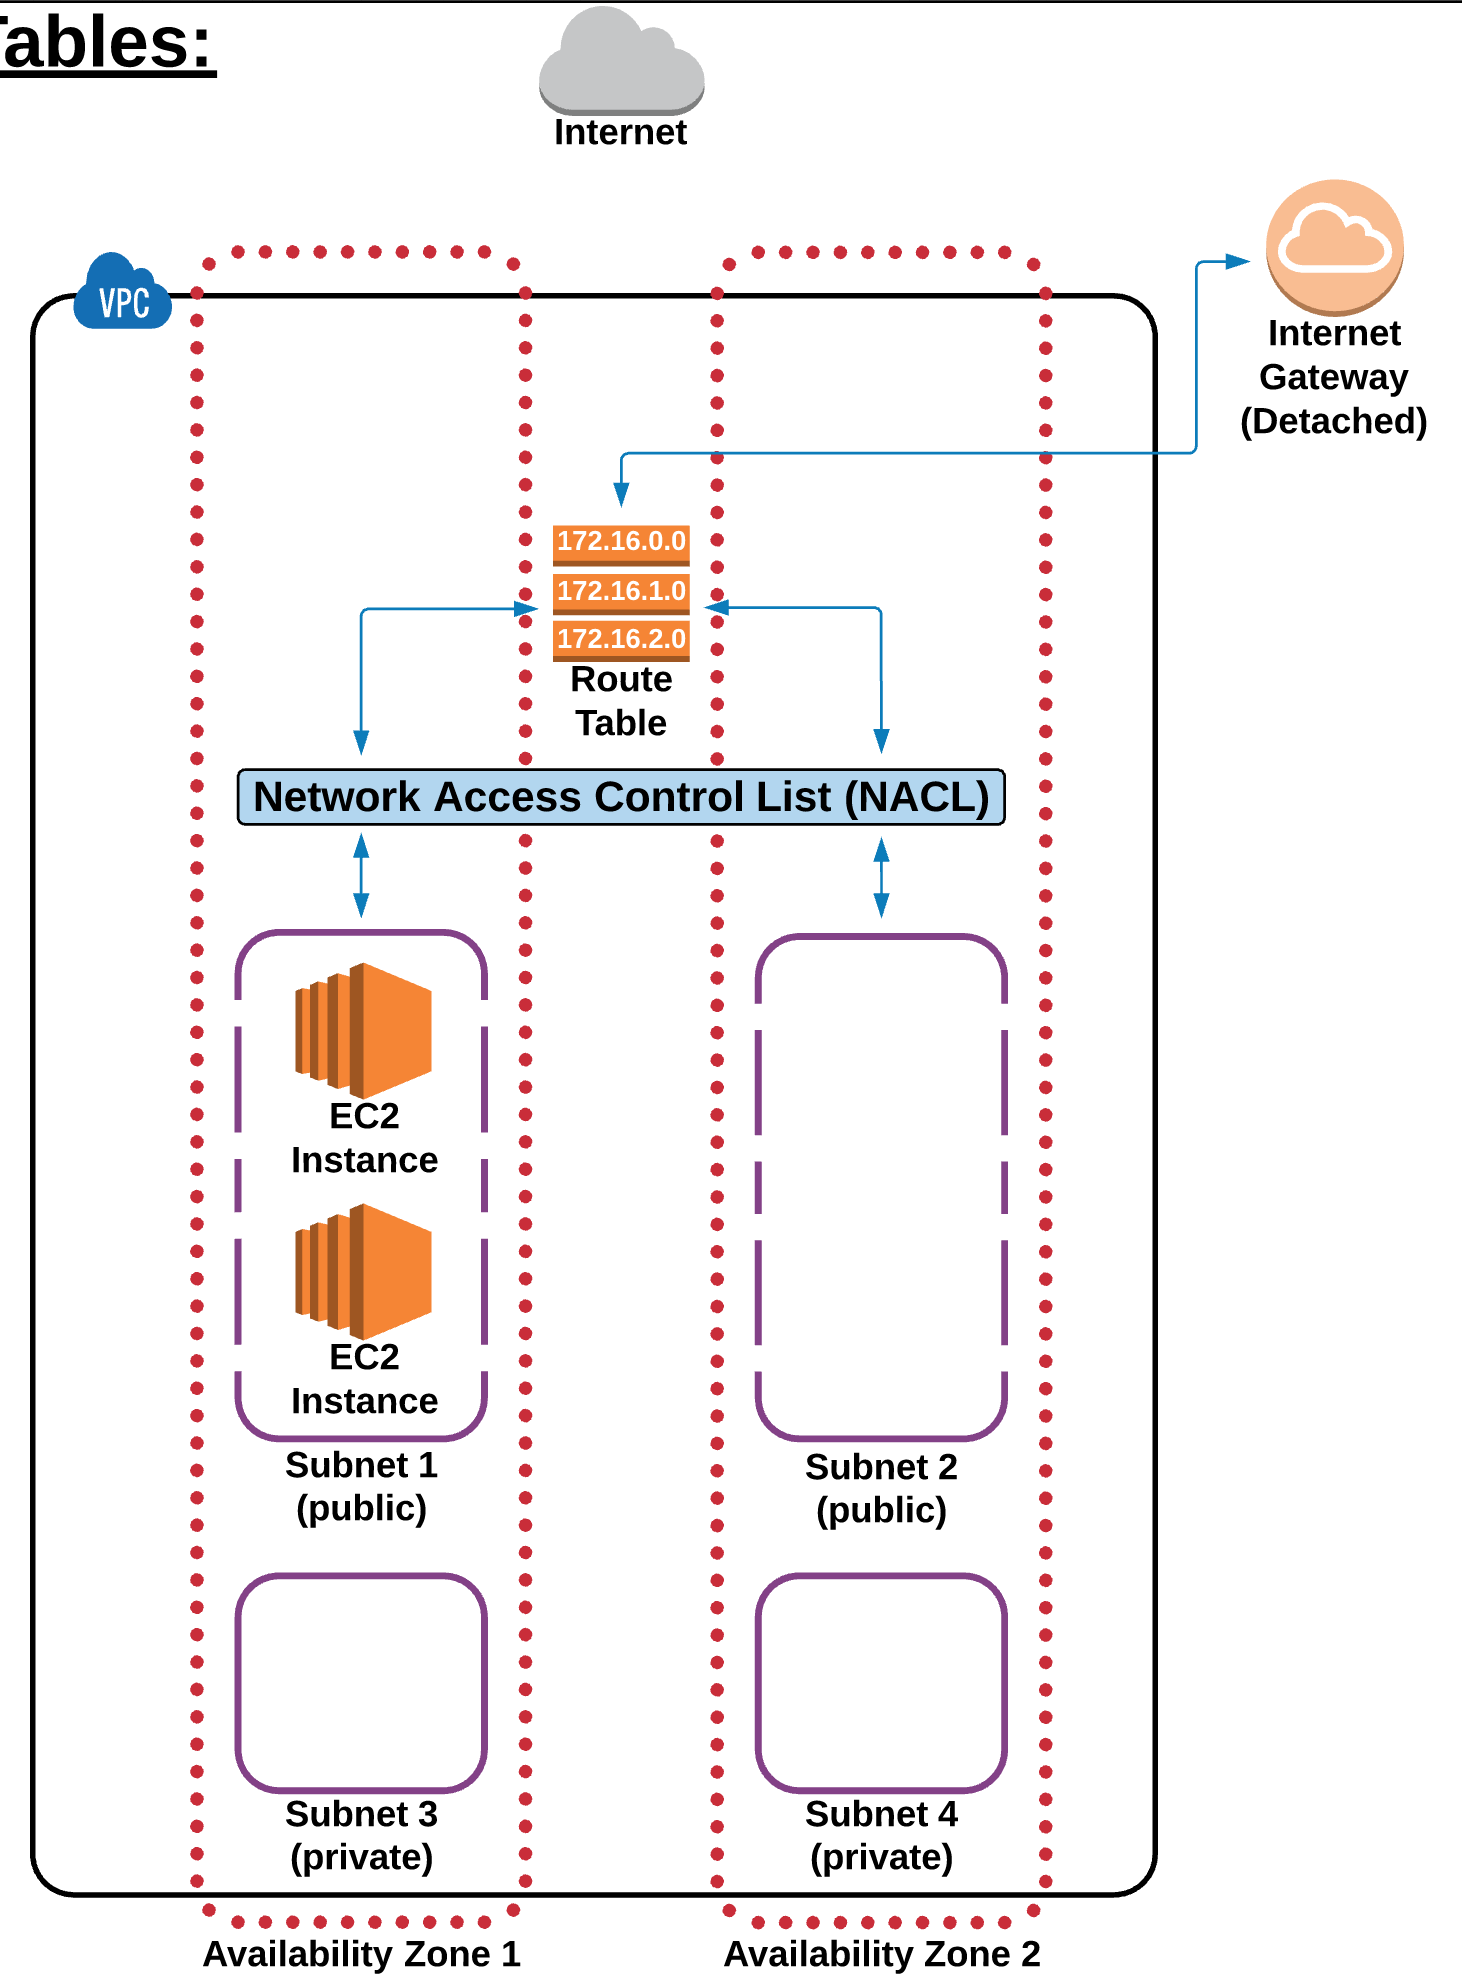 ables:
Internet
VPC
Internet
Gateway
(Detached)
172.16.0.0
172.16.1.0
172.16.2.0
Route
Table
Network Access Control List (NACL)
EC2
Instance
EC2
Instance
Subnet 1
(public)
Subnet 2
(public)
Subnet 3
(private)
Subnet 4
(private)
Availability Zone 1
Availability Zone 2